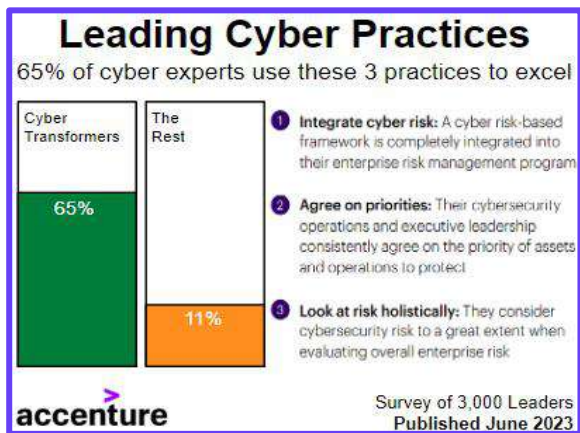 Leading Cyber Practices
65% of cyber experts use these 3 practices to excel
Cyber
Transformers
65%
The
Rest
11%
1 Integrate cyber risk: A cyber risk-based
framework is completely integrated into
their enterprise risk management program
2 Agree on priorities: Their cybersecurity
operations and executive leadership
consistently agree on the priority of assets
and operations to protect
3 Look at risk holistically: They consider
cybersecurity risk to a great extent when
evaluating overall enterprise risk
accenture
Survey of 3,000 Leaders
Published June 2023